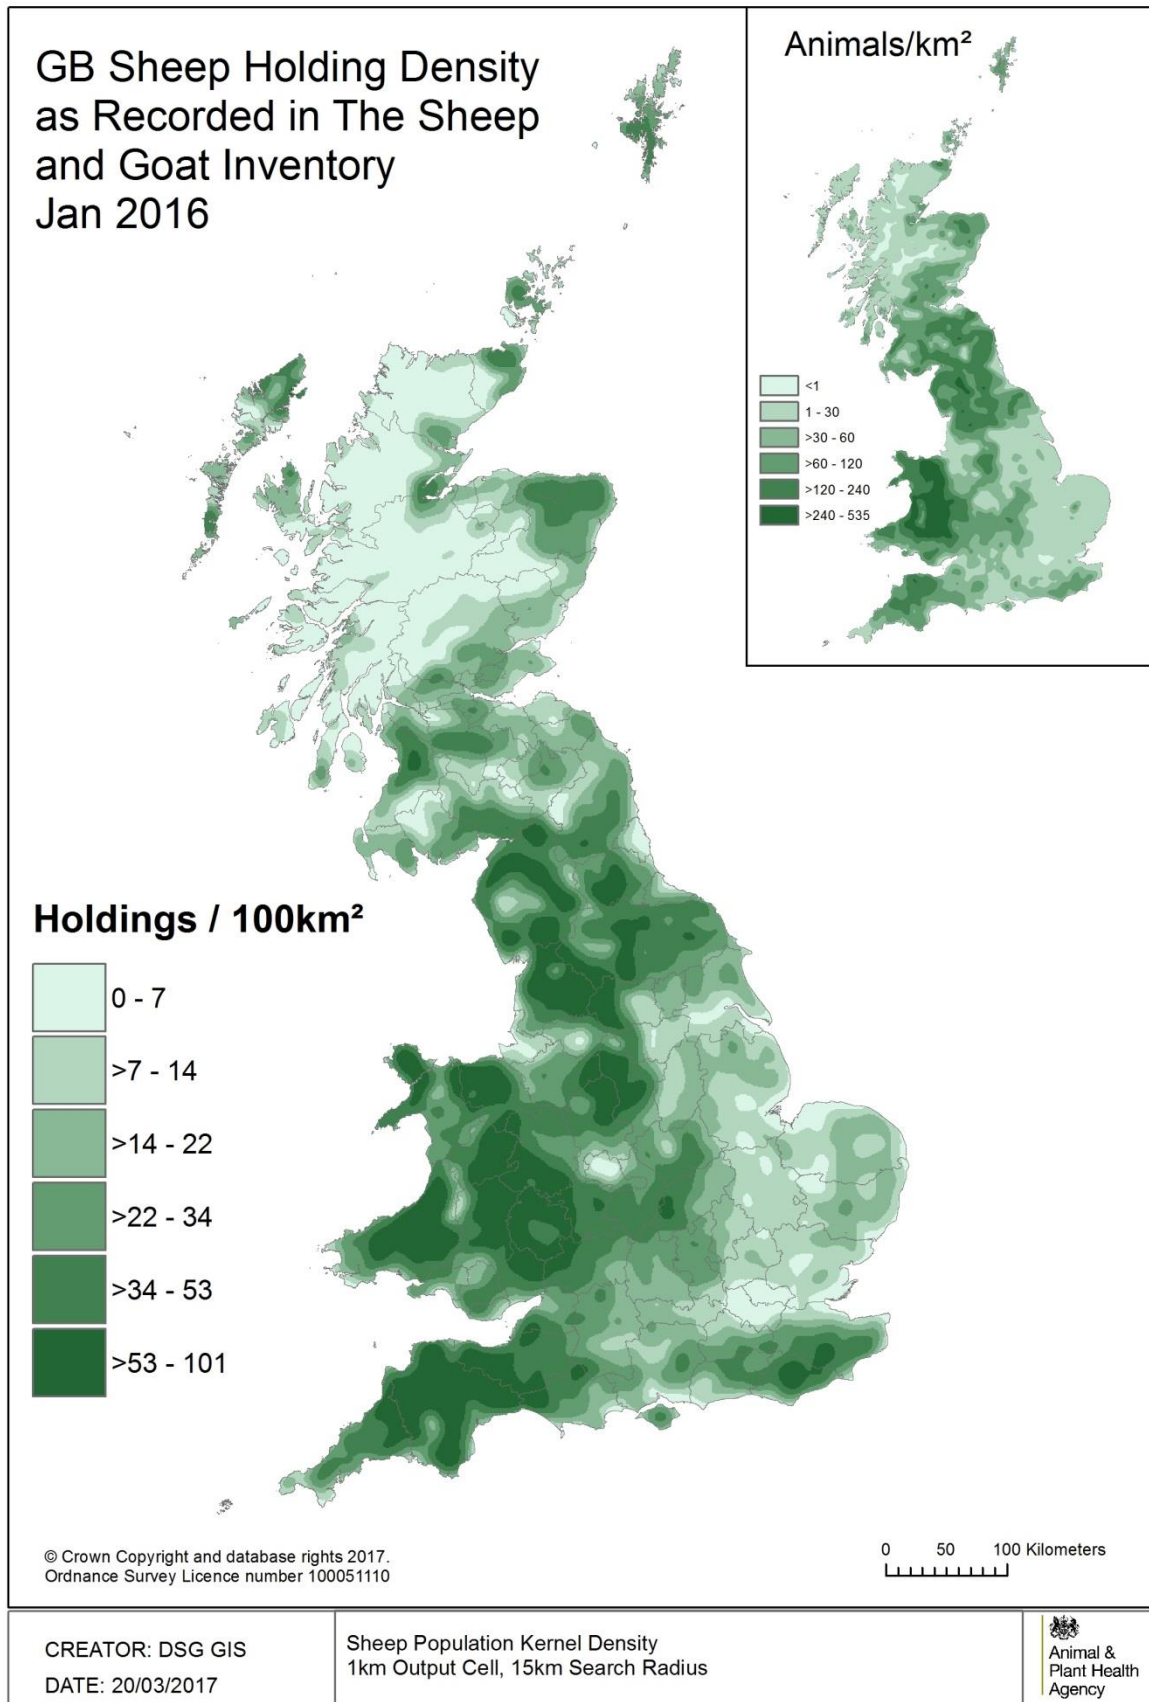 GB Sheep Holding Density
as Recorded in The Sheep
and Goat Inventory
Jan 2016
Animals/km²
<1
1 - 30
>30 - 60
>60 - 120
>120 - 240
>240 - 535
Holdings / 100km²
0 - 7
>7 - 14
>14 - 22
>22 - 34
>34 - 53
>53 - 101
© Crown Copyright and database rights 2017.
Ordnance Survey Licence number 100051110
0 50 100 Kilometers
CREATOR: DSG GIS
DATE: 20/03/2017
Sheep Population Kernel Density
1km Output Cell, 15km Search Radius
Animal &
Plant Health
Agency